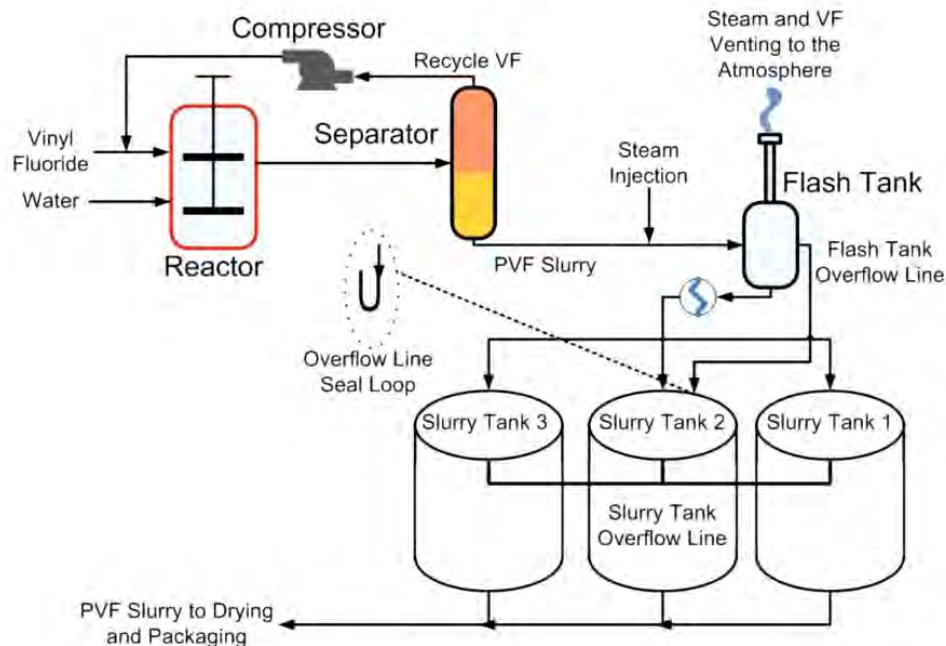 Compressor
Recycle VF
Steam and VF
Venting to the
Atmosphere
Vinyl
Fluoride
Water
Reactor
Separator
Steam
Injection
Flash Tank
PVF Slurry
Flash Tank
Overflow Line
Overflow Line
Seal Loop
Slurry Tank 3
Slurry Tank 2
Slurry Tank 1
Slurry Tank
Overflow Line
PVF Slurry to Drying
and Packaging